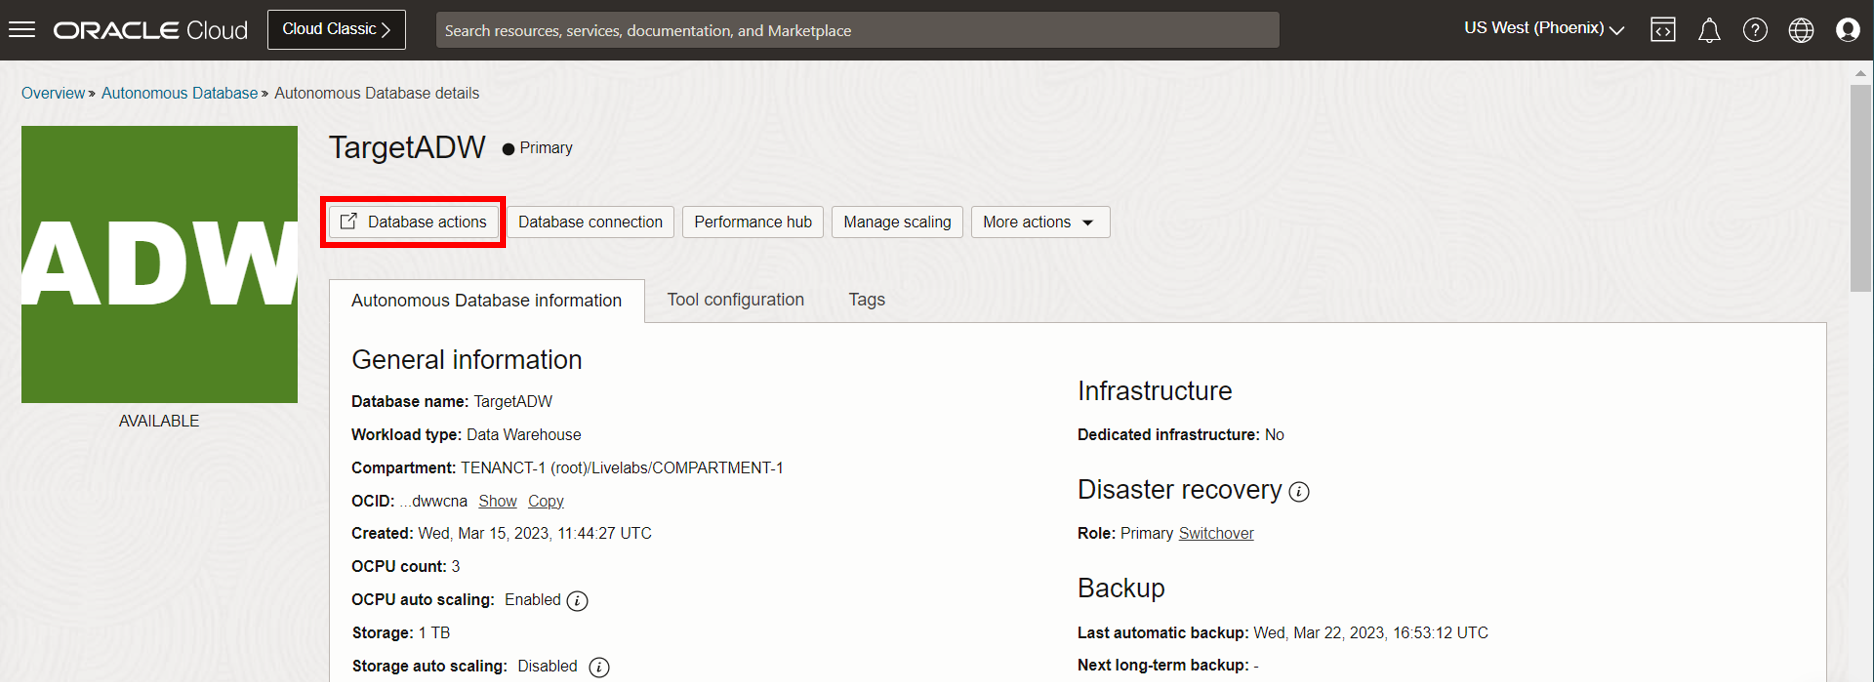 ORACLE Cloud
Cloud Classic
Search resources, services, documentation, and Marketplace
US West (Phoenix)
Overview » Autonomous Database » Autonomous Database details
ADW
AVAILABLE
TargetADW
Primary
Database actions
Database connection
Performance hub
Manage scaling
More actions
Autonomous Database information
Tool configuration
Tags
General information
Database name: TargetADW
Workload type: Data Warehouse
Compartment: TENANCT-1 (root)/Livelabs/COMPARTMENT-1
OCID: ...dwwcna Show Copy
Created: Wed, Mar 15, 2023, 11:44:27 UTC
OCPU count: 3
OCPU auto scaling: Enabled
Storage: 1 TB
Storage auto scaling: Disabled
Infrastructure
Dedicated infrastructure: No
Disaster recovery
Role: Primary Switchover
Backup
Last automatic backup: Wed, Mar 22, 2023, 16:53:12 UTC
Next long-term backup: -